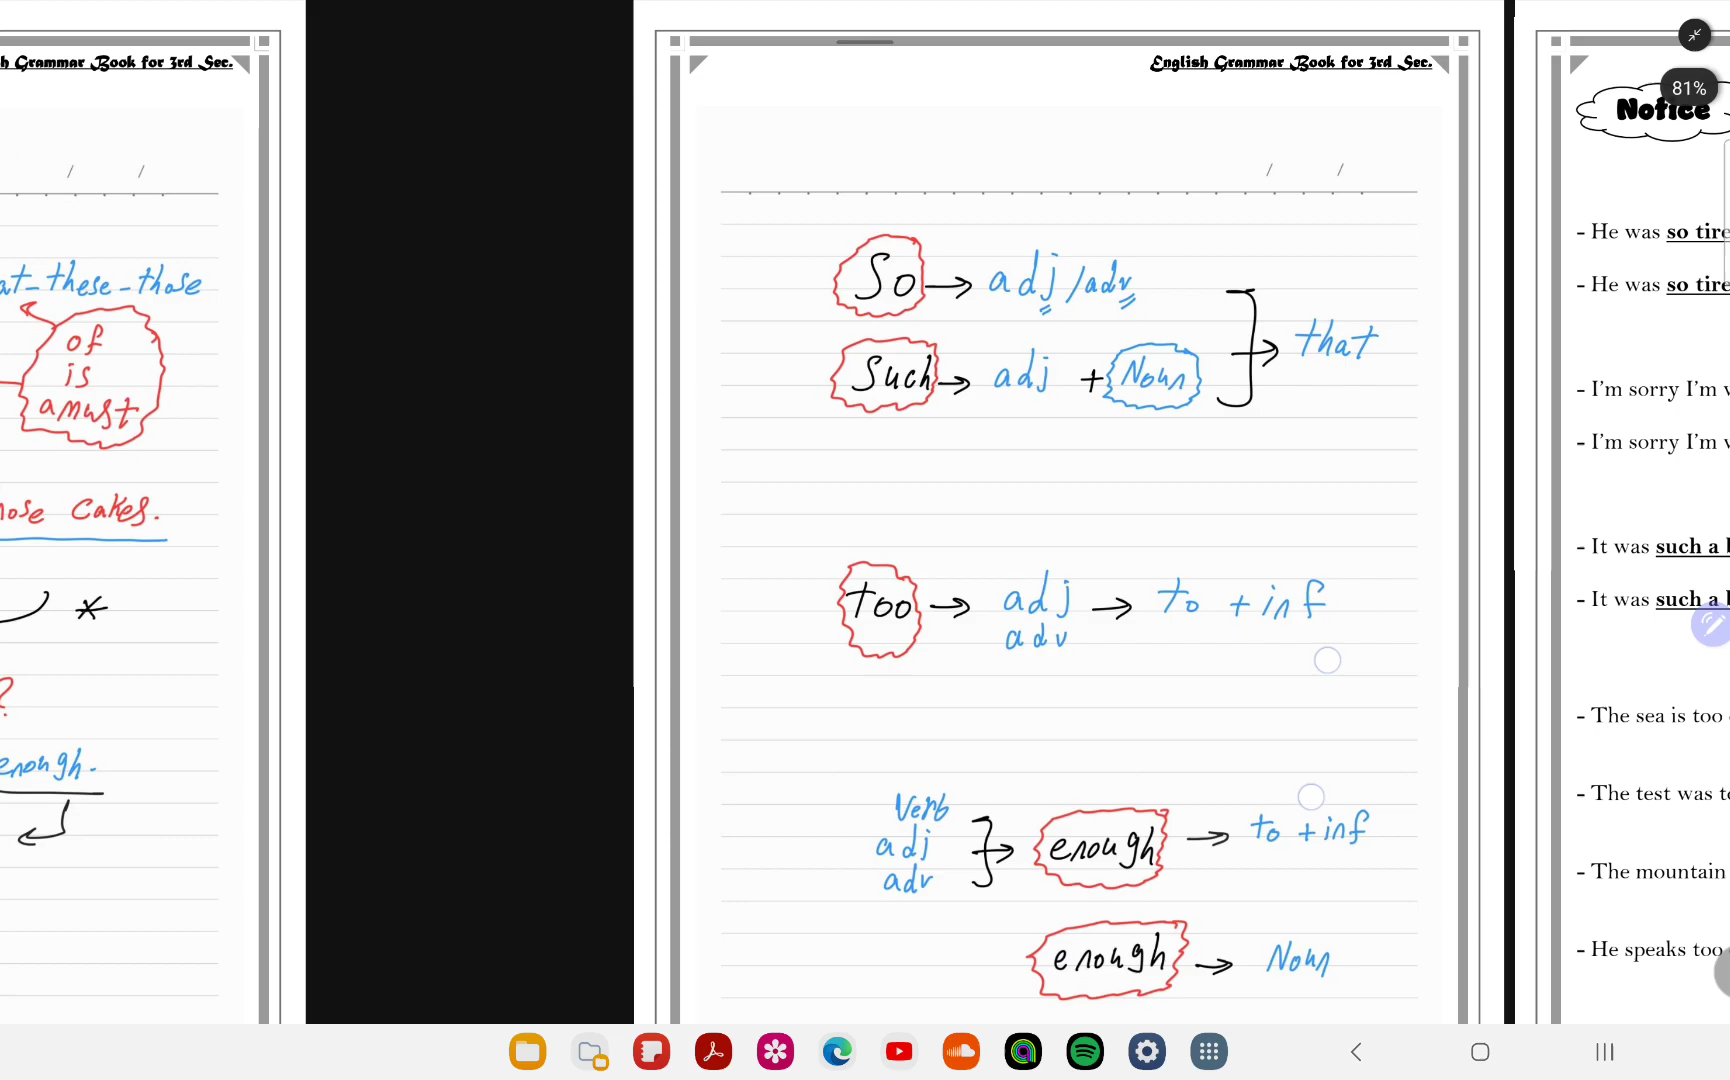 h Grammar Book for 3rd Sec.
/ /
at-these-those
of
is
amust
hose Cakes.
*
?
enough.
English Grammar Book for 3rd Sec.
/ /
So → adj/adv
Such → adj + Noun
→ that
too → adj → to + inf
adv
Verb
adj
adv
→ enough → to + inf
enough → Noun
81%
Notice
- He was so tire
- He was so tire
- I'm sorry I'm v
- I'm sorry I'm v
- It was such a b
- It was such a b
- The sea is too
- The test was to
- The mountain
- He speaks too